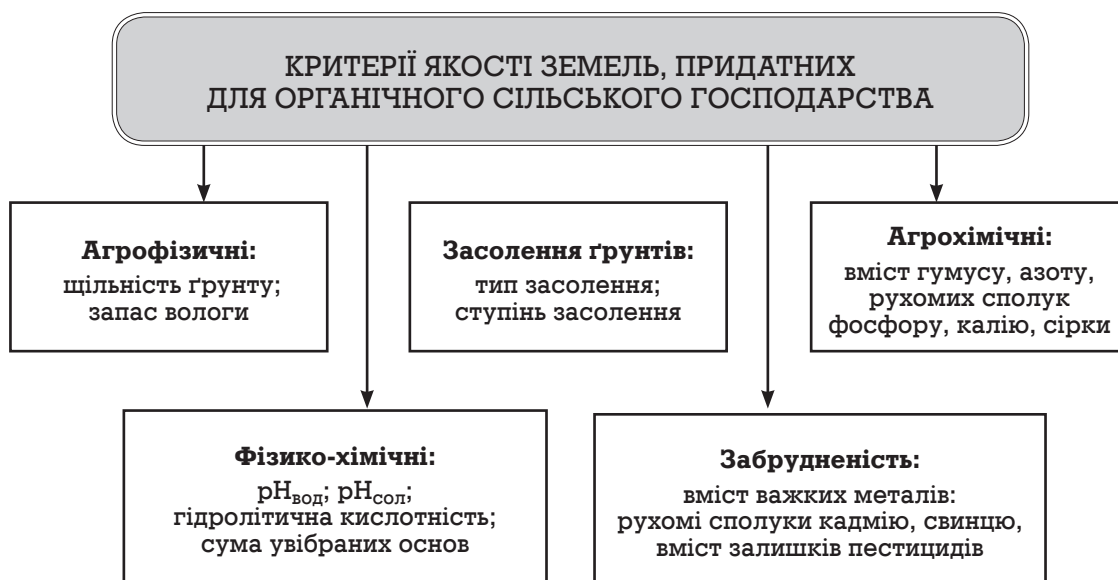 КРИТЕРІЇ ЯКОСТІ ЗЕМЕЛЬ, ПРИДАТНИХ
ДЛЯ ОРГАНІЧНОГО СІЛЬСЬКОГО ГОСПОДАРСТВА
Агрофізичні:
щільність ґрунту;
запас вологи
Засолення ґрунтів:
тип засолення;
ступінь засолення
Агрохімічні:
вміст гумусу, азоту,
рухомих сполук
фосфору, калію, сірки
Фізико-хімічні:
pHвод; pHсол;
гідролітична кислотність;
сума увібраних основ
Забрудненість:
вміст важких металів:
рухомі сполуки кадмію, свинцю,
вміст залишків пестицидів